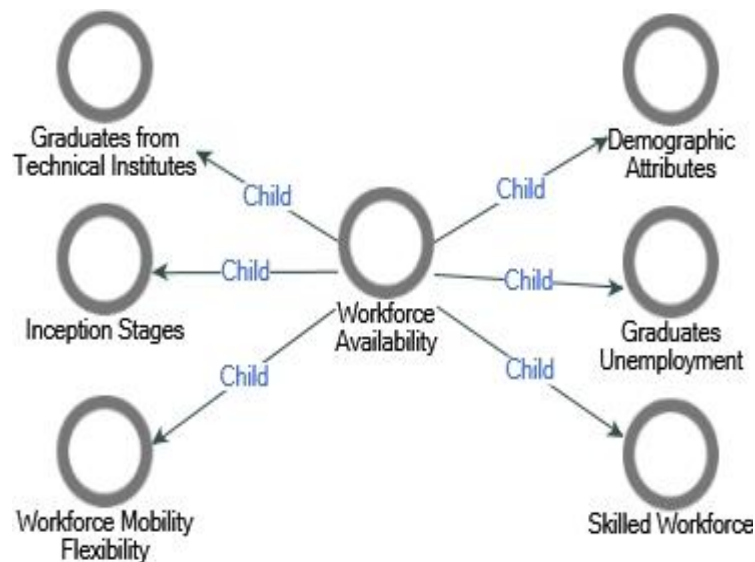 Graduates from
Technical Institutes
Demographic
Attributes
Child
Child
Workforce
Availability
Child
Child
Inception Stages
Graduates
Unemployment
Child
Child
Workforce Mobility
Flexibility
Skilled Workforce